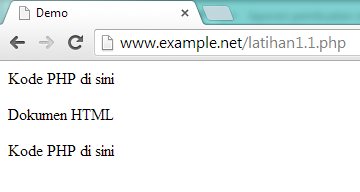 Demo
www.example.net/latihan1.1.php
Kode PHP di sini
Dokumen HTML
Kode PHP di sini